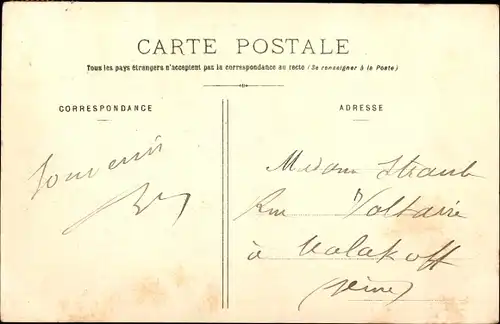 CARTE POSTALE
Tous les pays étrangers n'acceptent pas la correspondance au recto (Se renseigner à la Poste)
CORRESPONDANCE
ADRESSE
Souvenir
Madame Straub
Rue Voltaire
à Malakoff
(Seine)